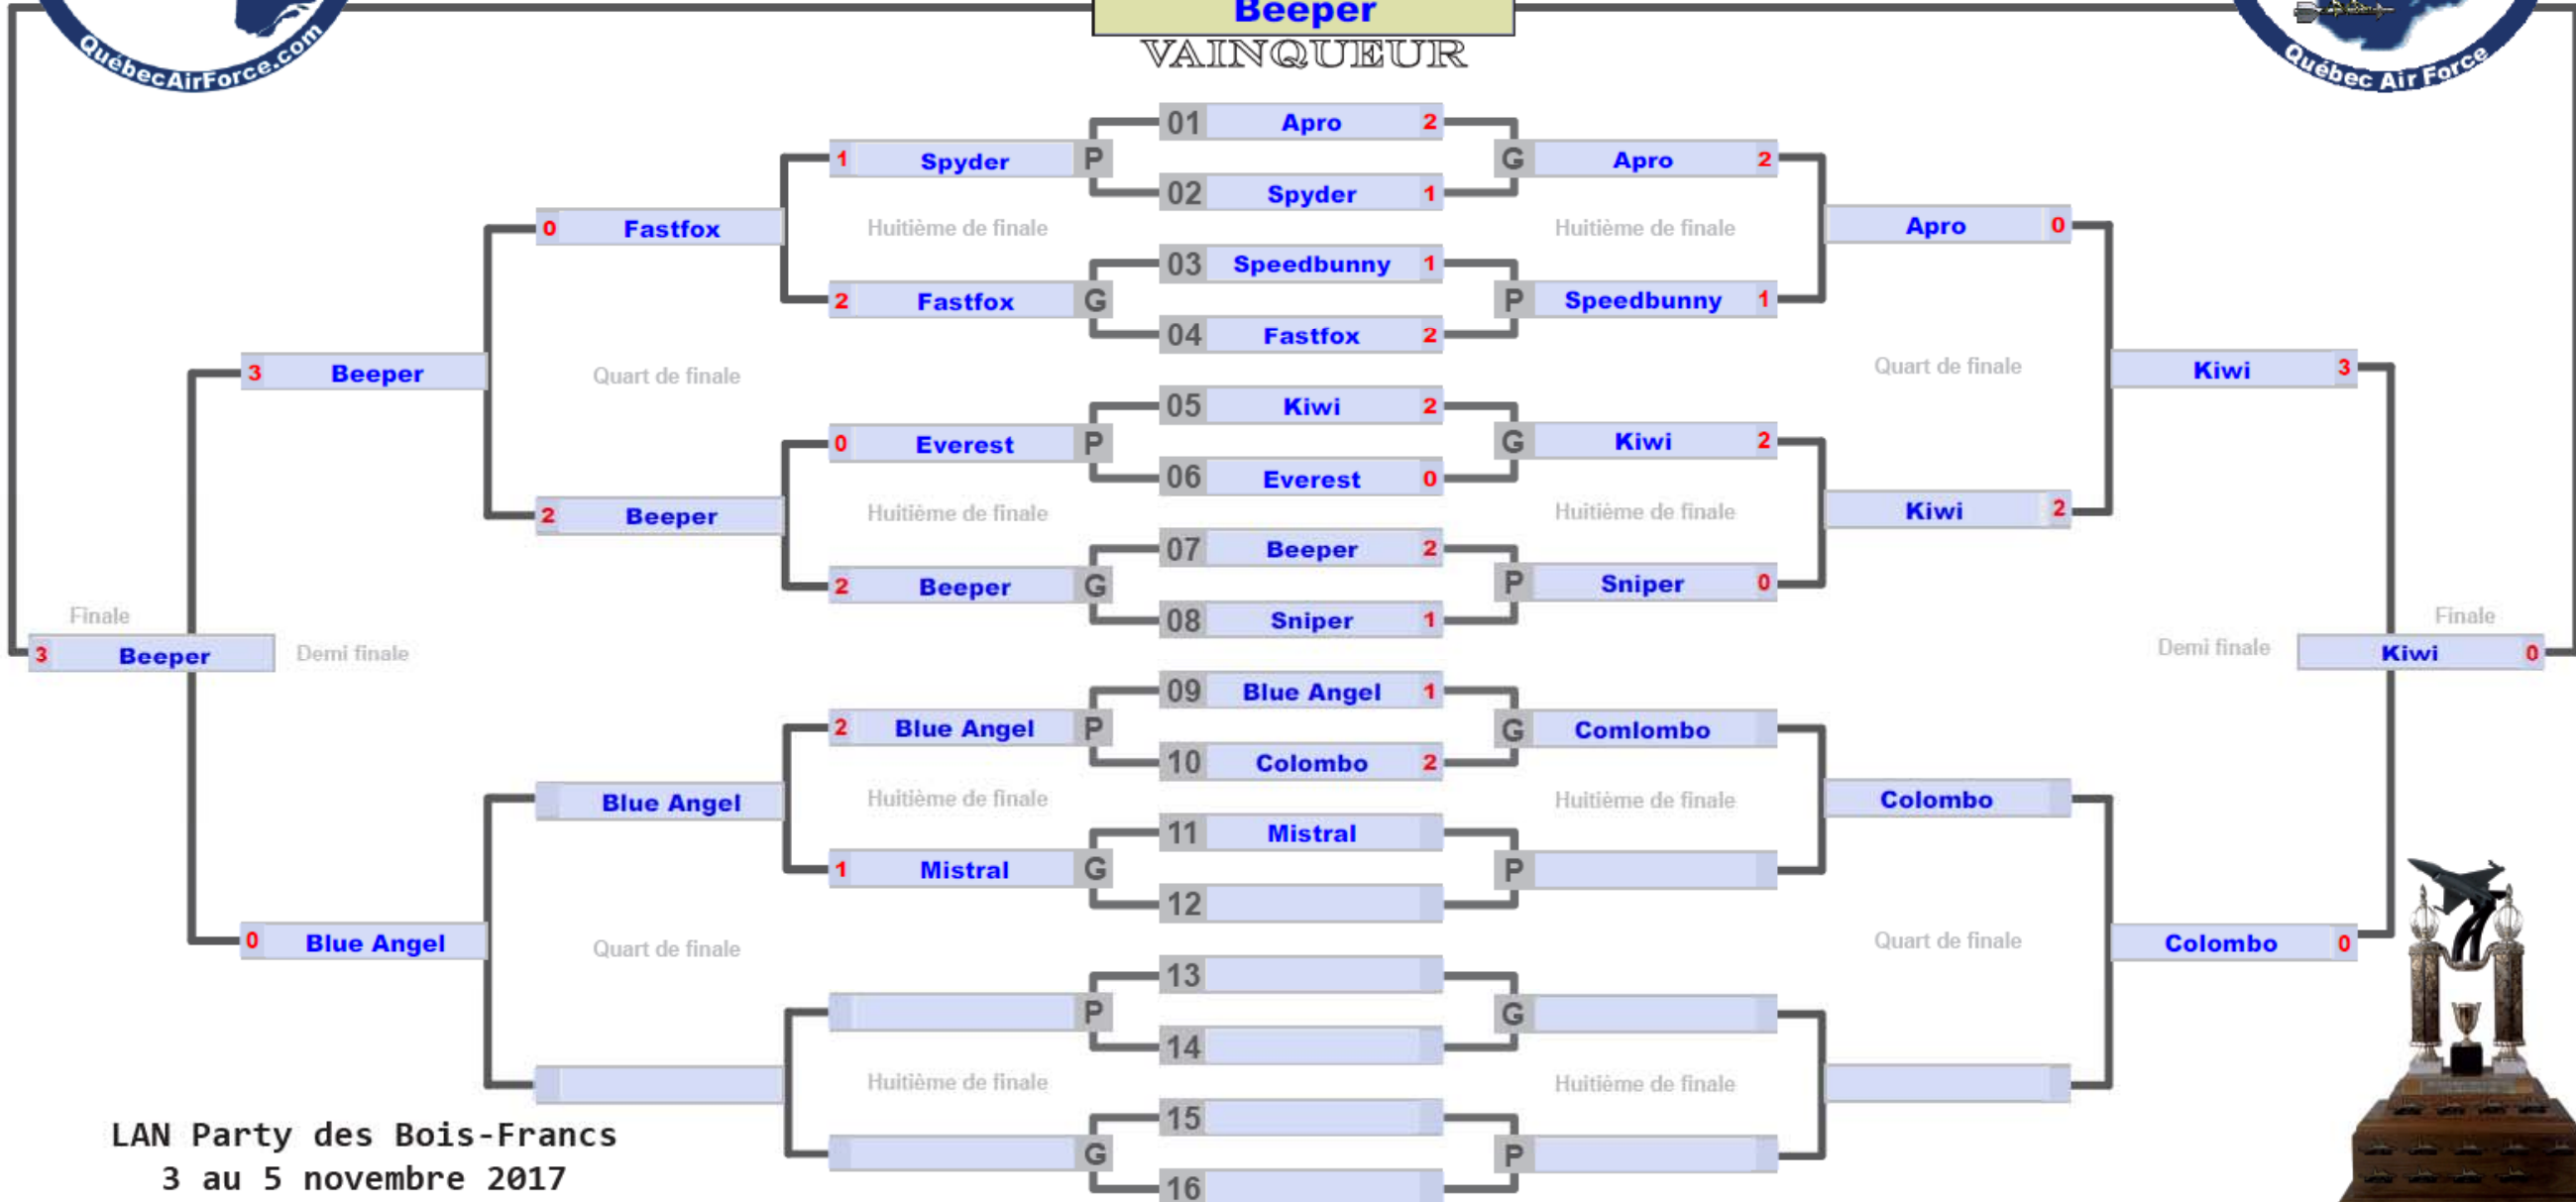 Beeper
VAINQUEUR
QuébecAirForce.com
Québec Air Force
01 Apro 2
1 Spyder P
G Apro 2
02 Spyder 1
0 Fastfox
Huitième de finale
Huitième de finale
Apro 0
03 Speedbunny 1
2 Fastfox G
P Speedbunny 1
04 Fastfox 2
3 Beeper
Quart de finale
Quart de finale
Kiwi 3
05 Kiwi 2
0 Everest P
G Kiwi 2
06 Everest 0
2 Beeper
Huitième de finale
Huitième de finale
Kiwi 2
07 Beeper 2
2 Beeper G
P Sniper 0
08 Sniper 1
Finale
Finale
3 Beeper
Demi finale
Demi finale
Kiwi 0
09 Blue Angel 1
2 Blue Angel P
G Comlombo
10 Colombo 2
Blue Angel
Huitième de finale
Huitième de finale
Colombo
11 Mistral
1 Mistral G
P
12
0 Blue Angel
Quart de finale
Quart de finale
Colombo 0
13
P
G
14
Huitième de finale
Huitième de finale
15
G
P
16
LAN Party des Bois-Francs
3 au 5 novembre 2017